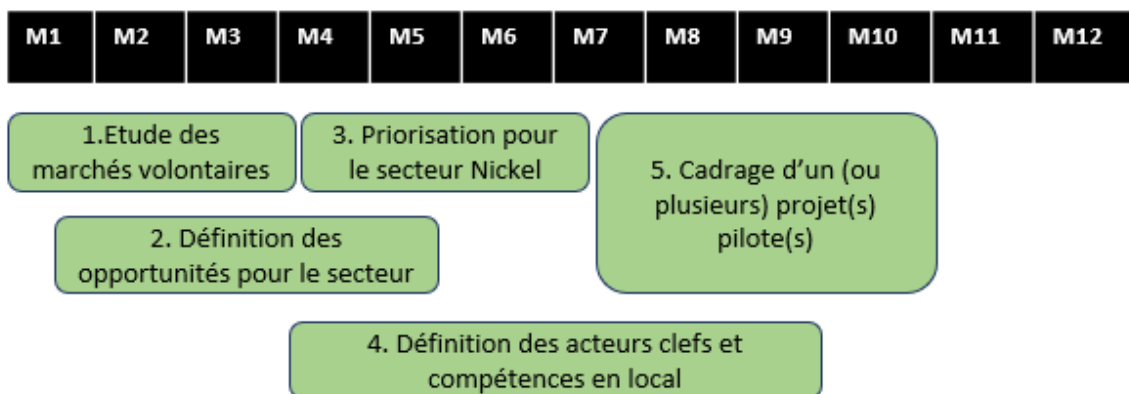 M1 M2 M3 M4 M5 M6 M7 M8 M9 M10 M11 M12
1.Etude des
marchés volontaires
3. Priorisation pour
le secteur Nickel
5. Cadrage d’un (ou
plusieurs) projet(s)
pilote(s)
2. Définition des
opportunités pour le secteur
4. Définition des acteurs clefs et
compétences en local